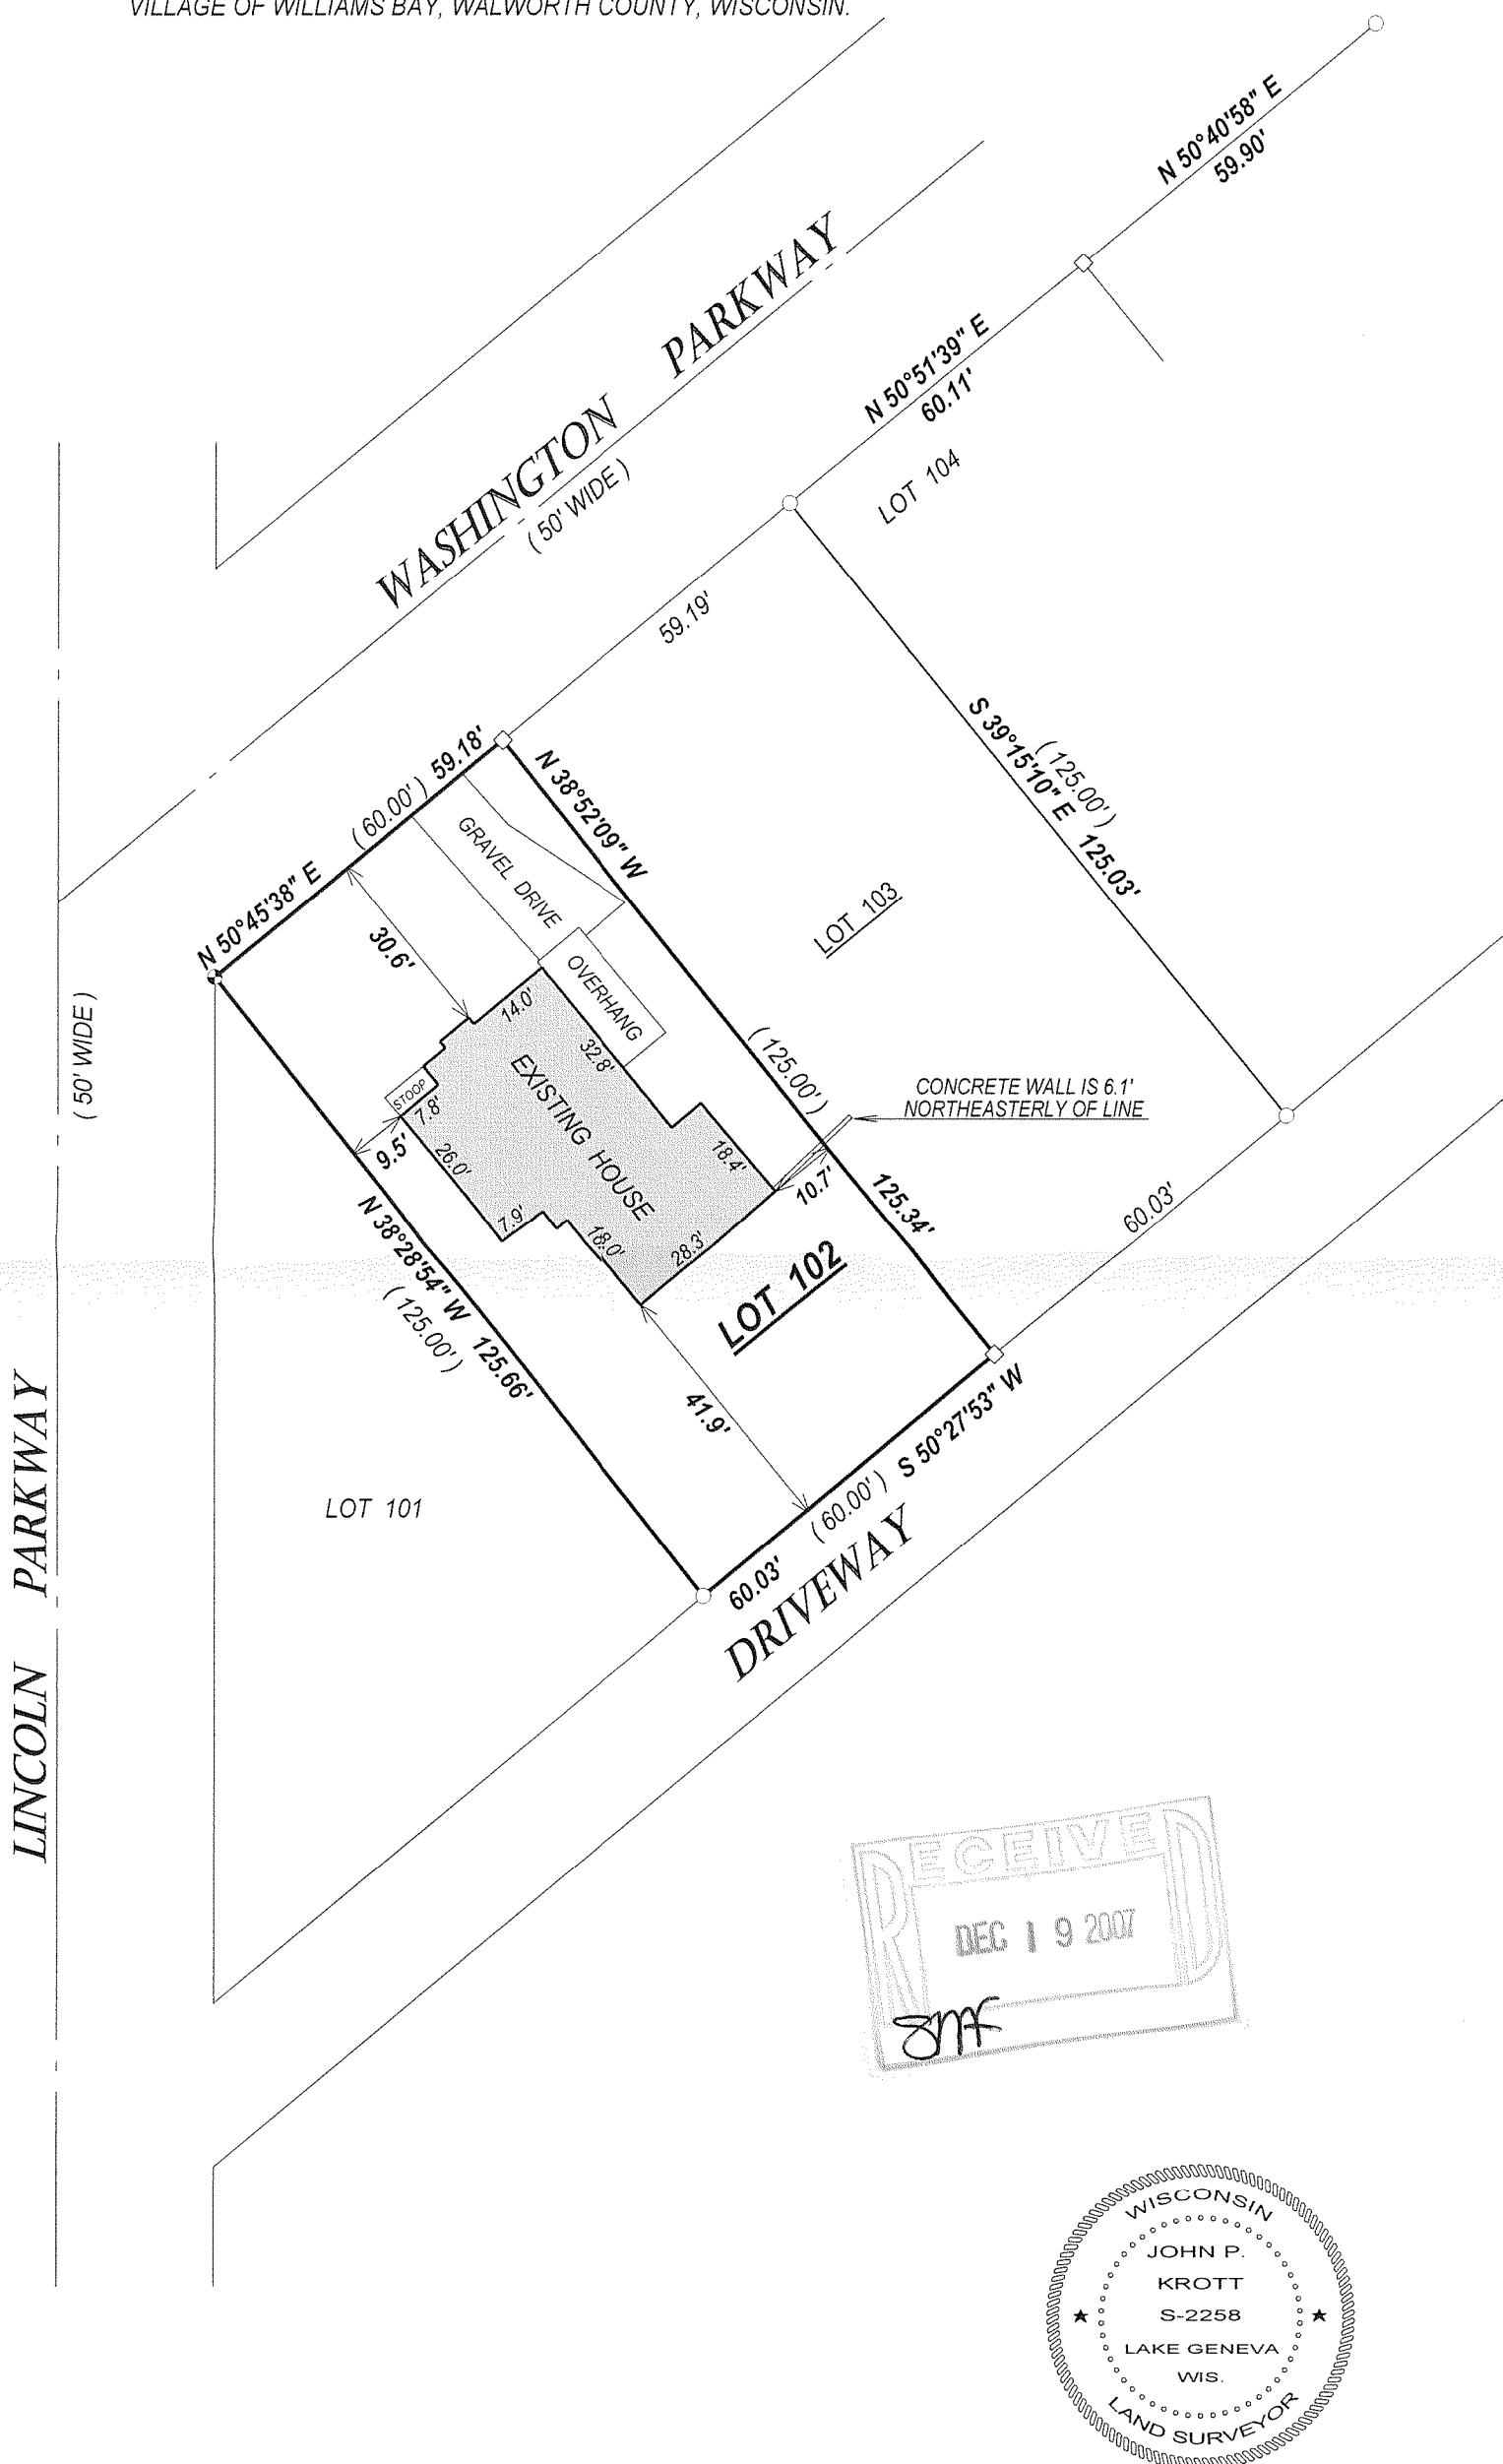 VILLAGE OF WILLIAMS BAY, WALWORTH COUNTY, WISCONSIN.
N 50°40'58" E
59.90'
WASHINGTON PARKWAY
( 50' WIDE )
N 50°51'39" E
60.11'
LOT 104
59.19'
S 39°15'10" E 125.03'
( 125.00' )
N 50°45'38" E ( 60.00' ) 59.18'
N 38°52'09" W ( 125.00' ) 125.34'
GRAVEL DRIVE
30.6'
LOT 103
OVERHANG
14.0'
32.8'
EXISTING HOUSE
STOOP
7.8'
9.5'
26.0'
7.9'
18.0'
28.3'
18.4'
10.7'
CONCRETE WALL IS 6.1'
NORTHEASTERLY OF LINE
( 50' WIDE )
N 38°28'54" W 125.66'
( 125.00' )
LOT 102
41.9'
60.03'
60.03' ( 60.00' ) S 50°27'53" W
DRIVEWAY
LOT 101
LINCOLN PARKWAY
RECEIVED
DEC 19 2007
WISCONSIN
JOHN P.
KROTT
S-2258
LAKE GENEVA
WIS.
LAND SURVEYOR